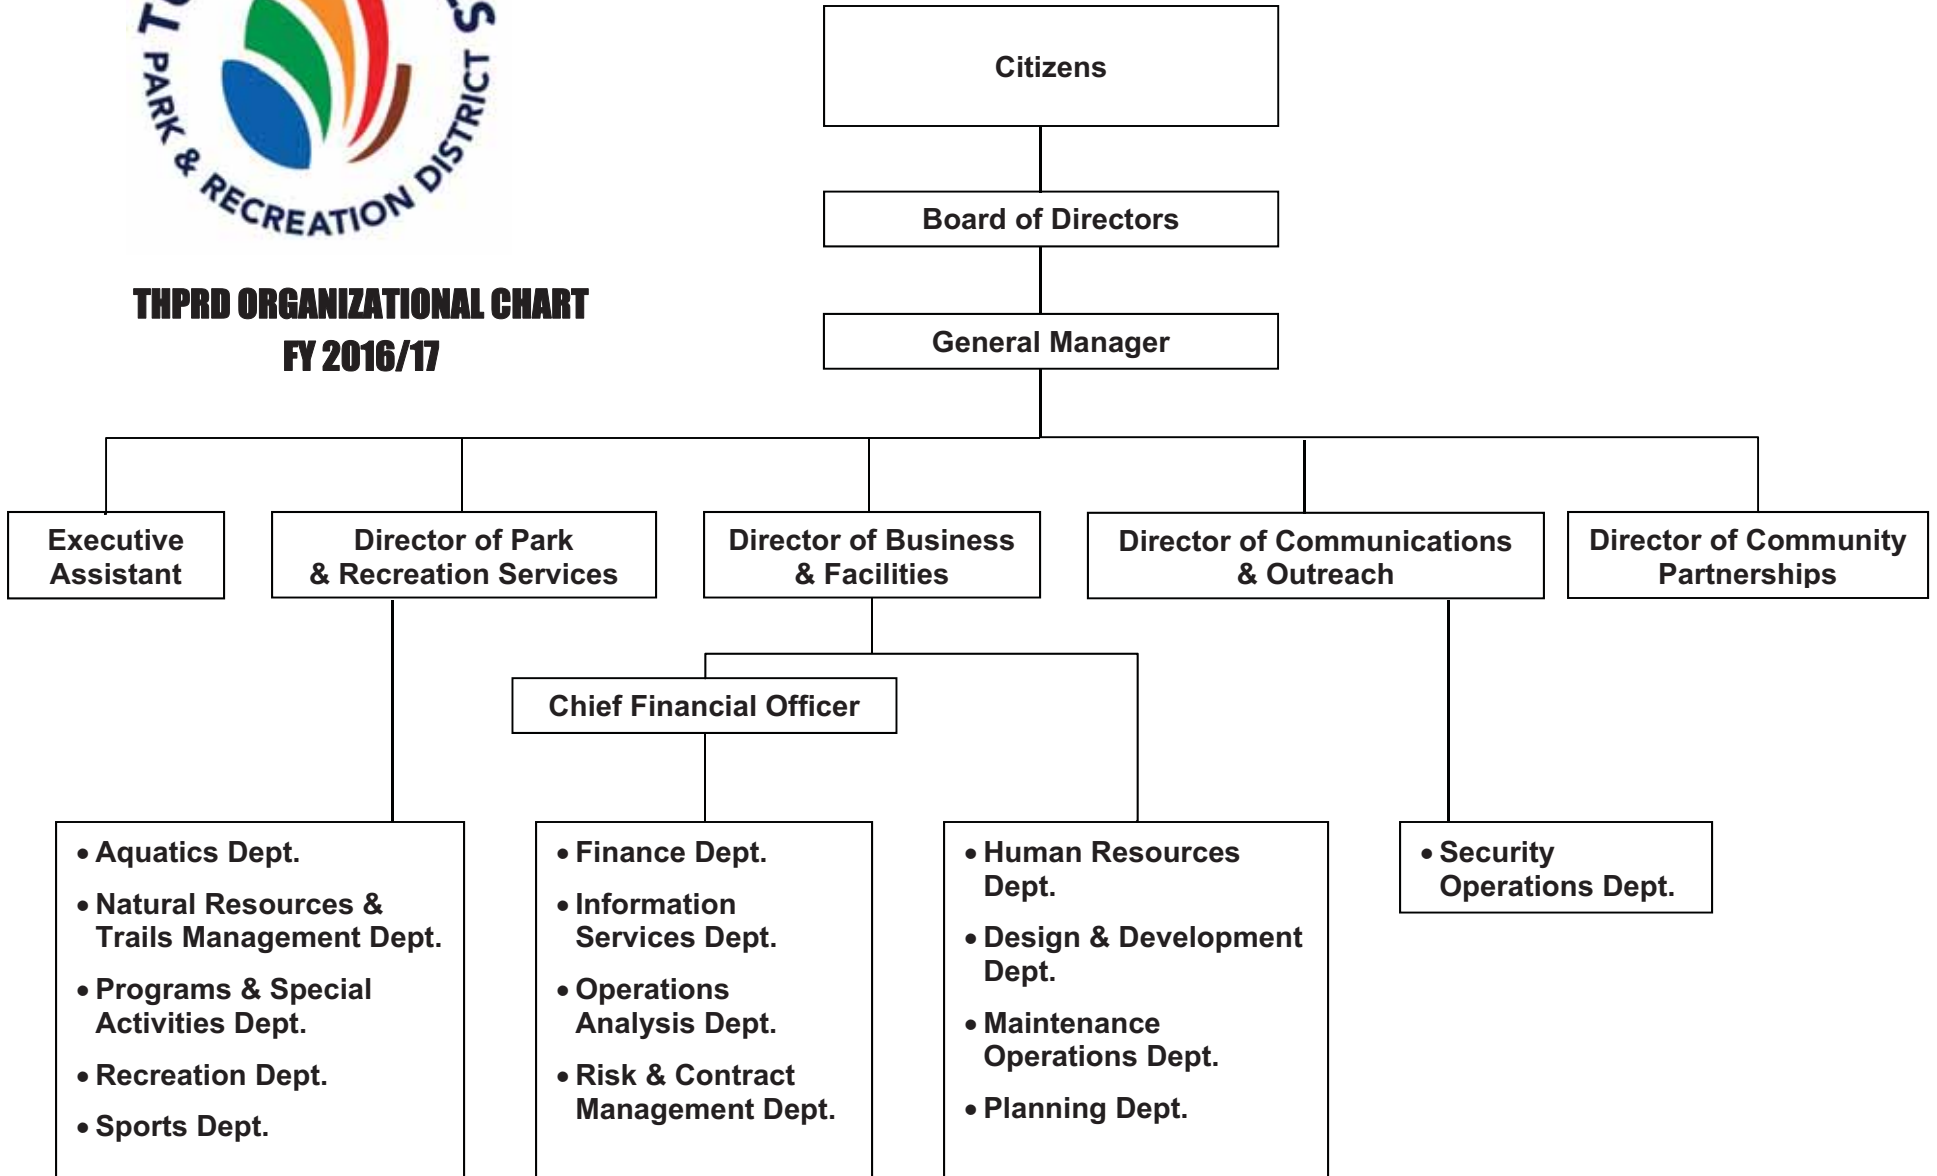 PARK & RECREATION DISTRICT
THPRD ORGANIZATIONAL CHART
FY 2016/17
Citizens
Board of Directors
General Manager
Executive
Assistant
Director of Park
& Recreation Services
Director of Business
& Facilities
Director of Communications
& Outreach
Director of Community
Partnerships
Chief Financial Officer
• Aquatics Dept.
• Natural Resources &
Trails Management Dept.
• Programs & Special
Activities Dept.
• Recreation Dept.
• Sports Dept.
• Finance Dept.
• Information
Services Dept.
• Operations
Analysis Dept.
• Risk & Contract
Management Dept.
• Human Resources
Dept.
• Design & Development
Dept.
• Maintenance
Operations Dept.
• Planning Dept.
• Security
Operations Dept.